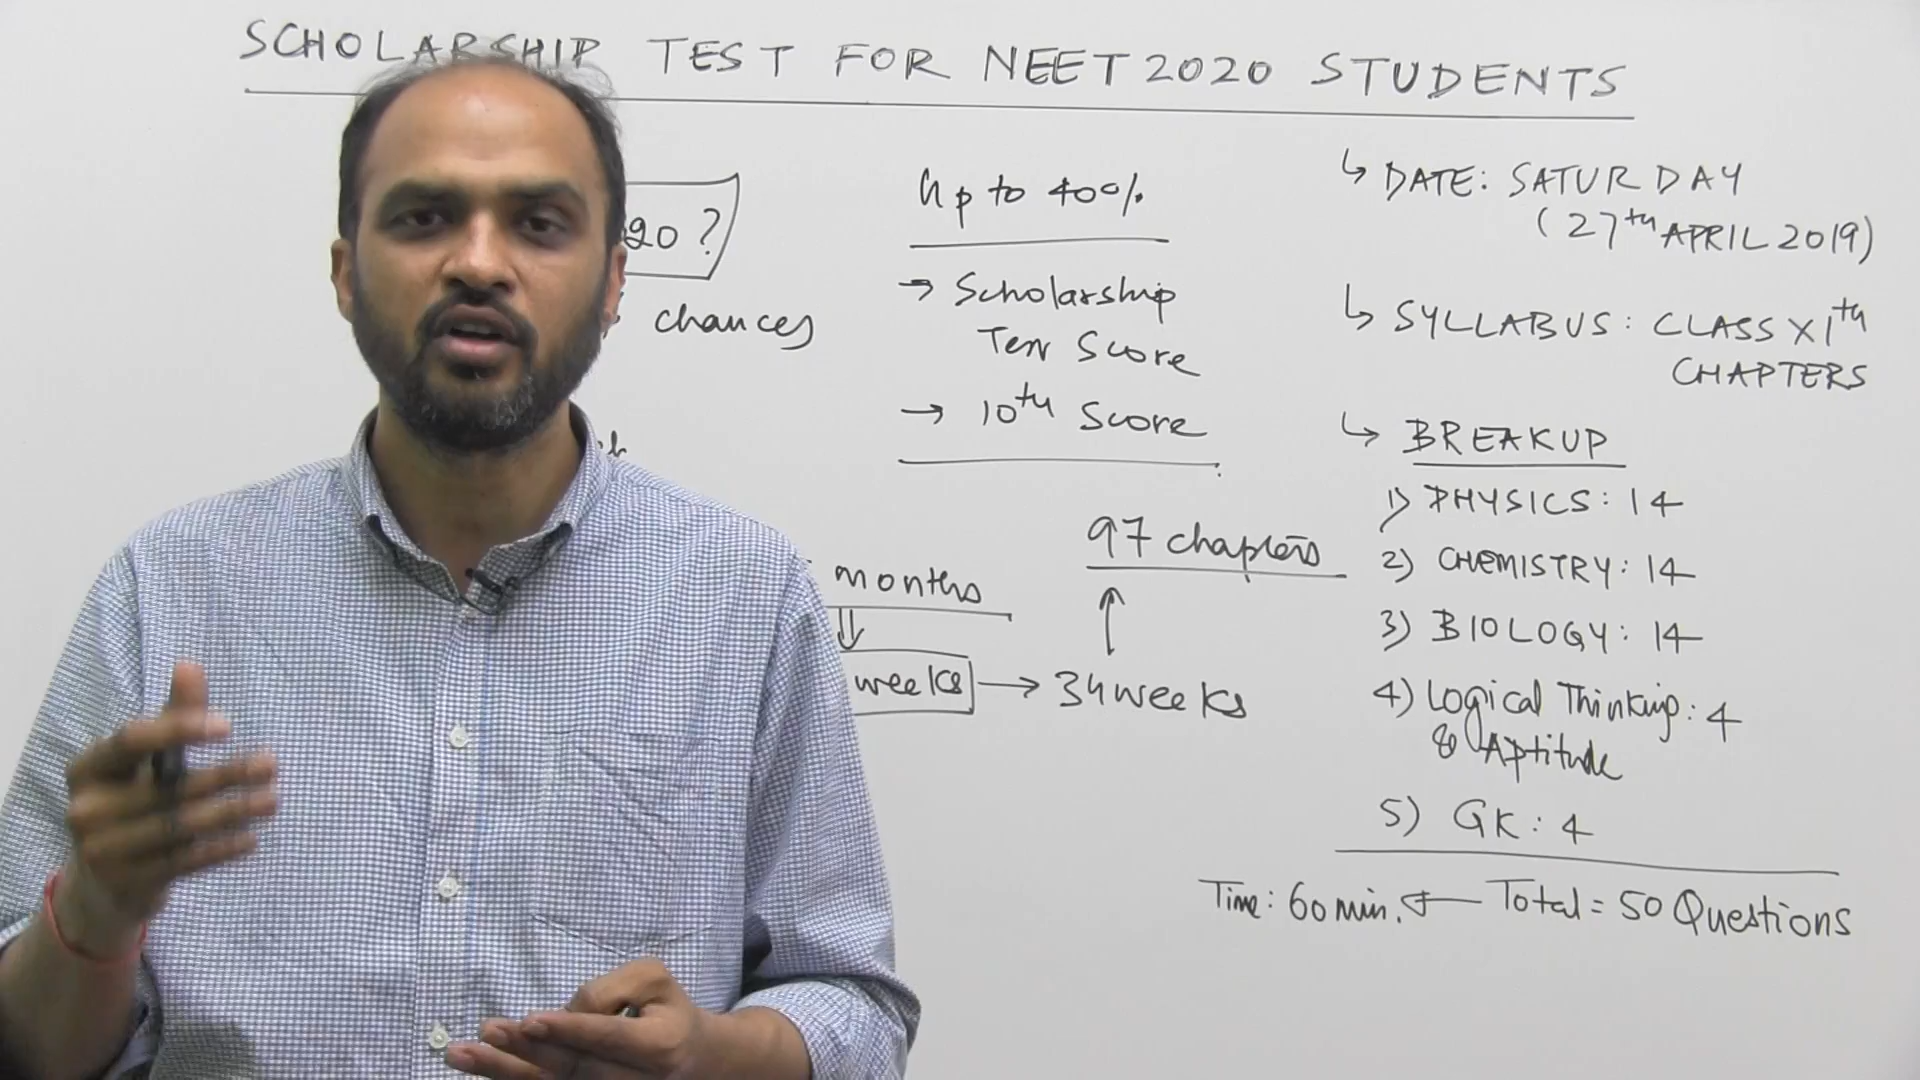 SCHOLARSHIP TEST FOR NEET 2020 STUDENTS
20 ?
chances
Up to 40%
→ Scholarship
Test Score
→ 10th Score
months
weeks → 34 weeks
97 chapters
↳ DATE: SATURDAY
(27th APRIL 2019)
↳ SYLLABUS: CLASS XIth
CHAPTERS
↳ BREAKUP
1) PHYSICS: 14
2) CHEMISTRY: 14
3) BIOLOGY: 14
4) Logical Thinking: 4
& Aptitude
5) GK: 4
Time: 60 min. ← Total = 50 Questions